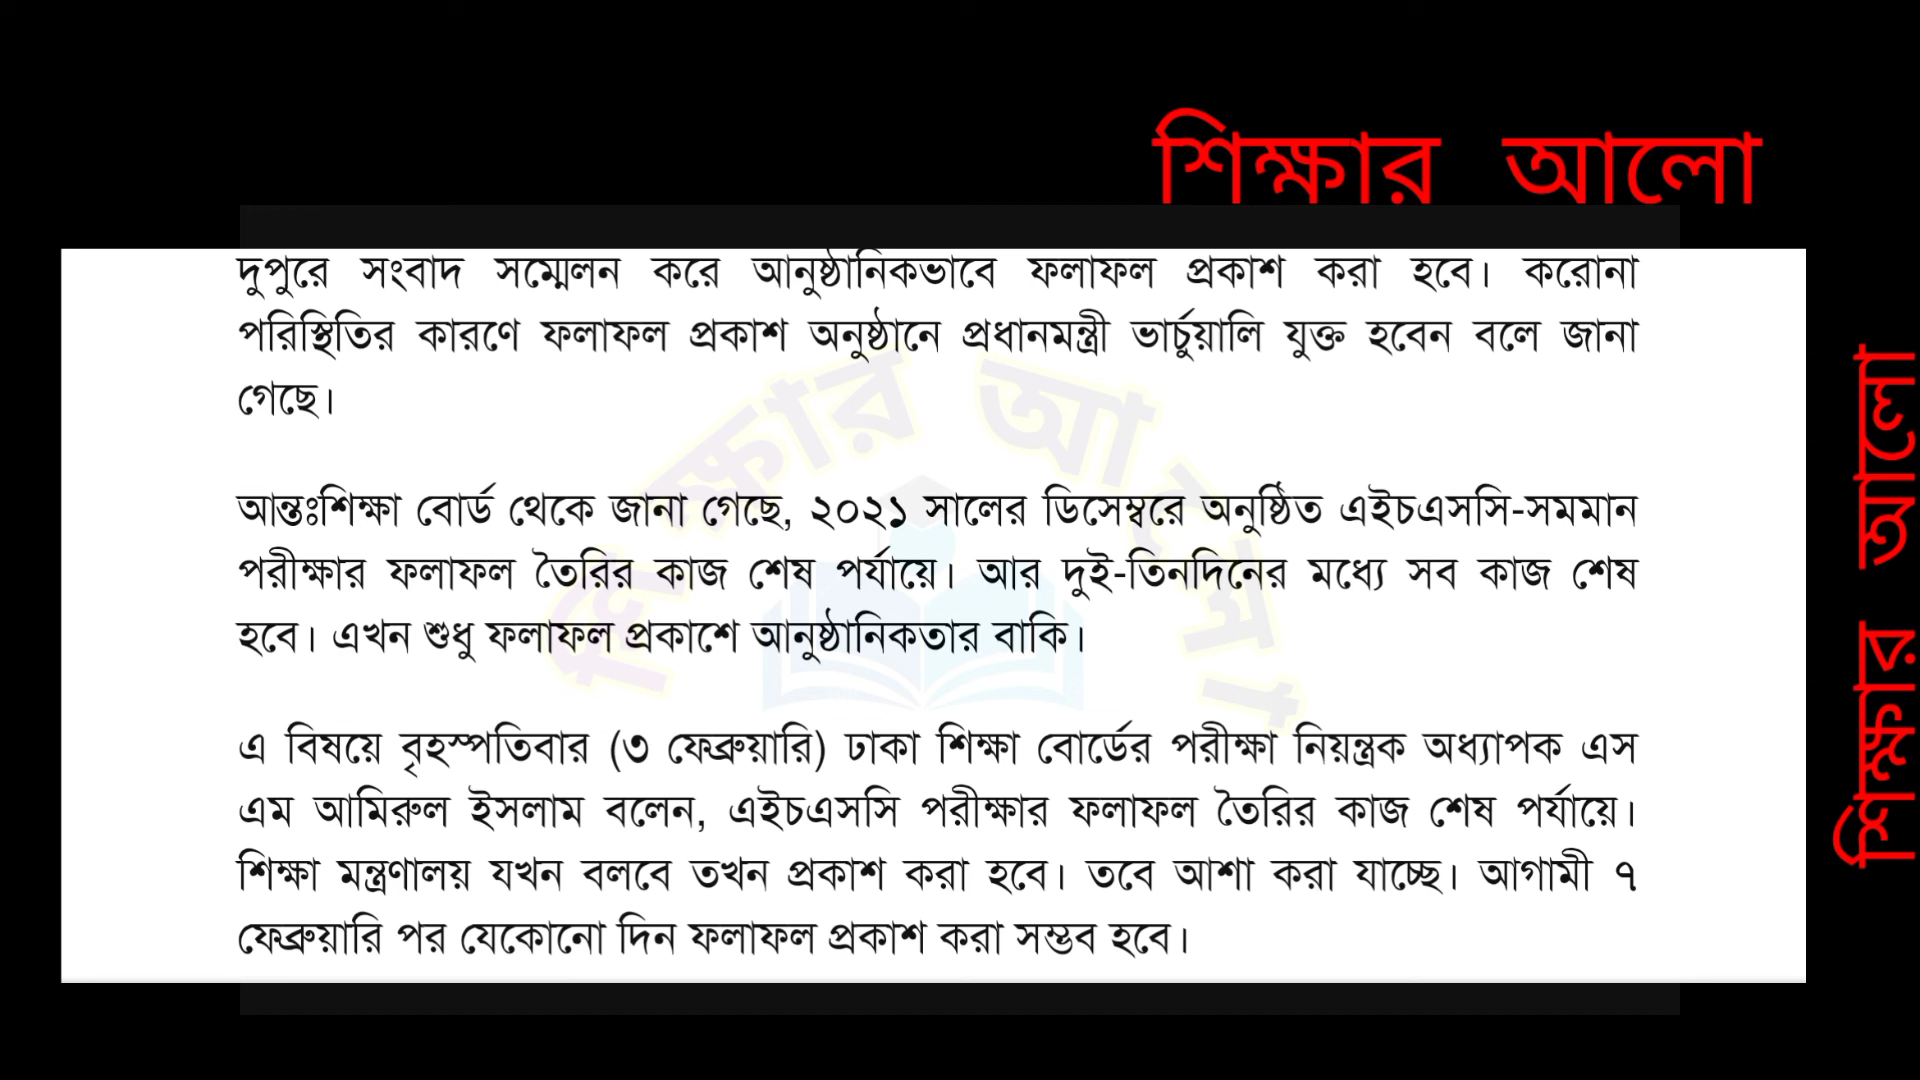 শিক্ষার আলো
দুপুরে সংবাদ সম্মেলন করে আনুষ্ঠানিকভাবে ফলাফল প্রকাশ করা হবে। করোনা
পরিস্থিতির কারণে ফলাফল প্রকাশ অনুষ্ঠানে প্রধানমন্ত্রী ভার্চুয়ালি যুক্ত হবেন বলে জানা
গেছে।
আন্তঃশিক্ষা বোর্ড থেকে জানা গেছে, ২০২১ সালের ডিসেম্বরে অনুষ্ঠিত এইচএসসি-সমমান
পরীক্ষার ফলাফল তৈরির কাজ শেষ পর্যায়ে। আর দুই-তিনদিনের মধ্যে সব কাজ শেষ
হবে। এখন শুধু ফলাফল প্রকাশে আনুষ্ঠানিকতার বাকি।
এ বিষয়ে বৃহস্পতিবার (৩ ফেব্রুয়ারি) ঢাকা শিক্ষা বোর্ডের পরীক্ষা নিয়ন্ত্রক অধ্যাপক এস
এম আমিরুল ইসলাম বলেন, এইচএসসি পরীক্ষার ফলাফল তৈরির কাজ শেষ পর্যায়ে।
শিক্ষা মন্ত্রণালয় যখন বলবে তখন প্রকাশ করা হবে। তবে আশা করা যাচ্ছে। আগামী ৭
ফেব্রুয়ারি পর যেকোনো দিন ফলাফল প্রকাশ করা সম্ভব হবে।
শিক্ষার আলো
শিক্ষার আলো